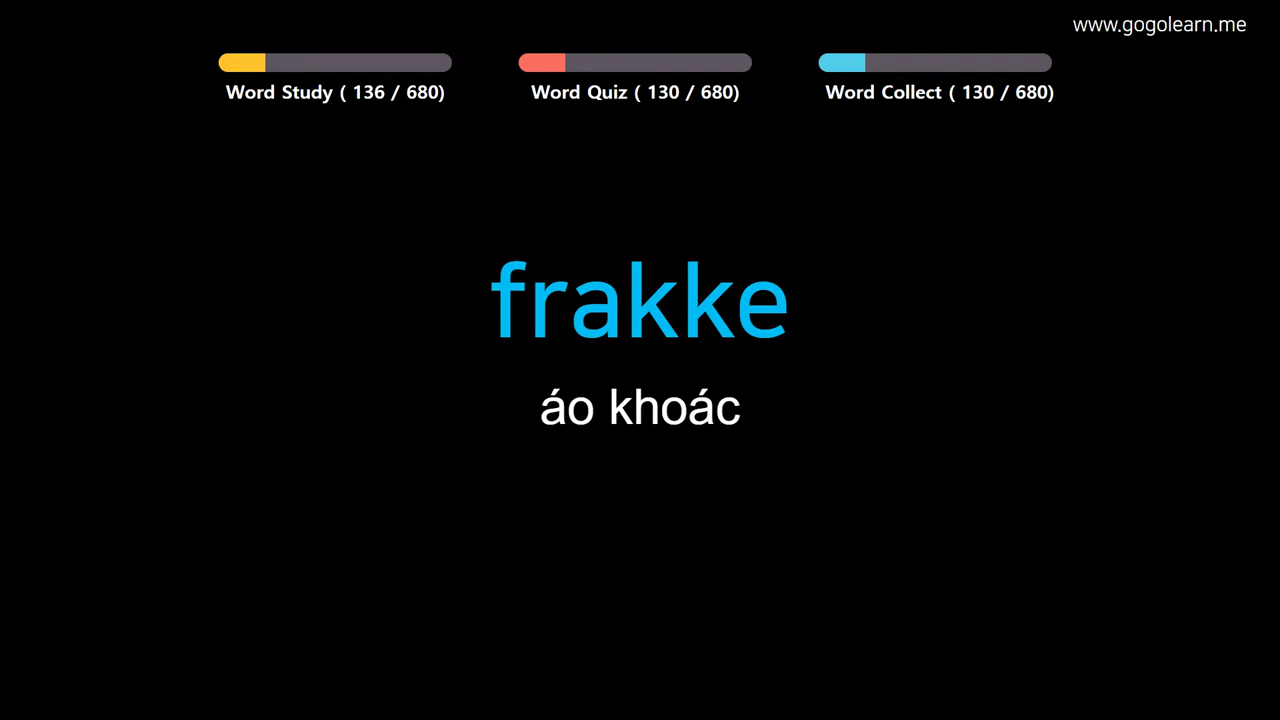 www.gogolearn.me
Word Study ( 136 / 680)
Word Quiz ( 130 / 680)
Word Collect ( 130 / 680)
frakke
áo khoác